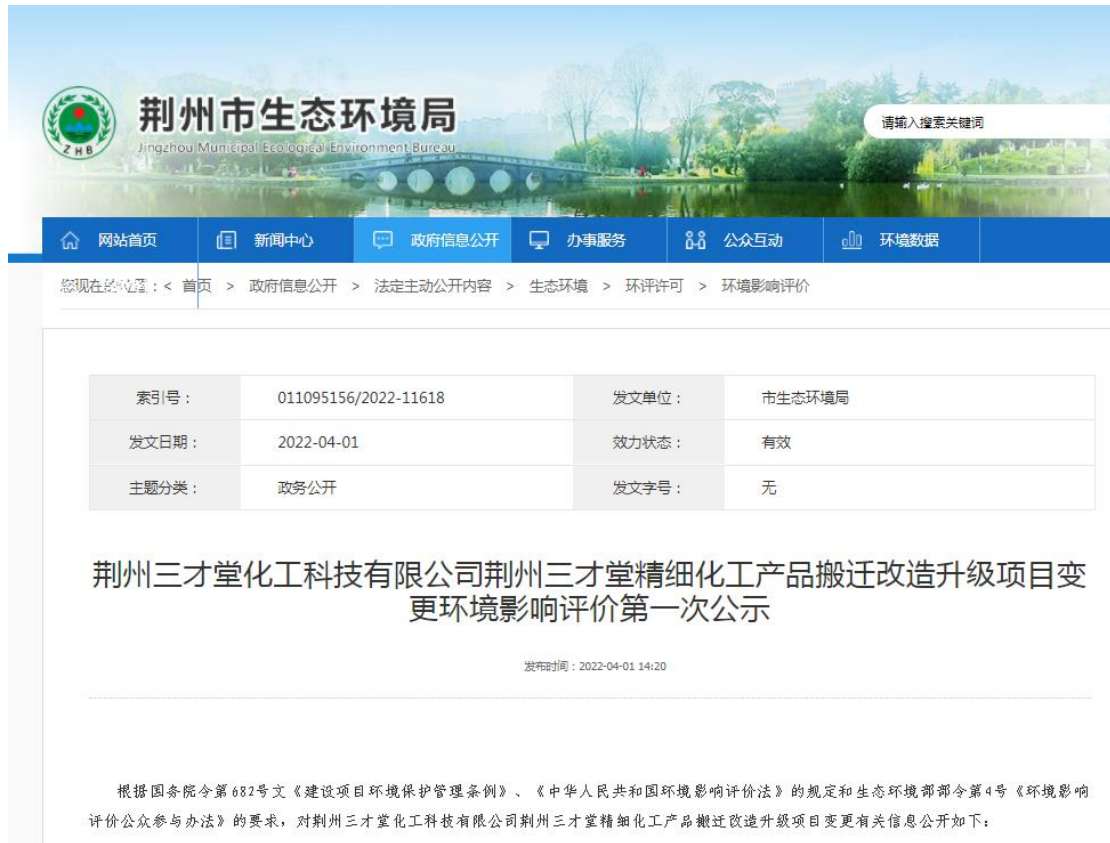 荆州市生态环境局
Jingzhou Municipal Ecological Environment Bureau
ZHB
请输入搜索关键词
网站首页 新闻中心 政府信息公开 办事服务 公众互动 环境数据
您现在的位置：< 首页 > 政府信息公开 > 法定主动公开内容 > 生态环境 > 环评许可 > 环境影响评价
索引号： 011095156/2022-11618 发文单位： 市生态环境局
发文日期： 2022-04-01 效力状态： 有效
主题分类： 政务公开 发文字号： 无
荆州三才堂化工科技有限公司荆州三才堂精细化工产品搬迁改造升级项目变
更环境影响评价第一次公示
发布时间：2022-04-01 14:20
根据国务院令第682号文《建设项目环境保护管理条例》、《中华人民共和国环境影响评价法》的规定和生态环境部部令第4号《环境影响
评价公众参与办法》的要求，对荆州三才堂化工科技有限公司荆州三才堂精细化工产品搬迁改造升级项目变更有关信息公开如下：